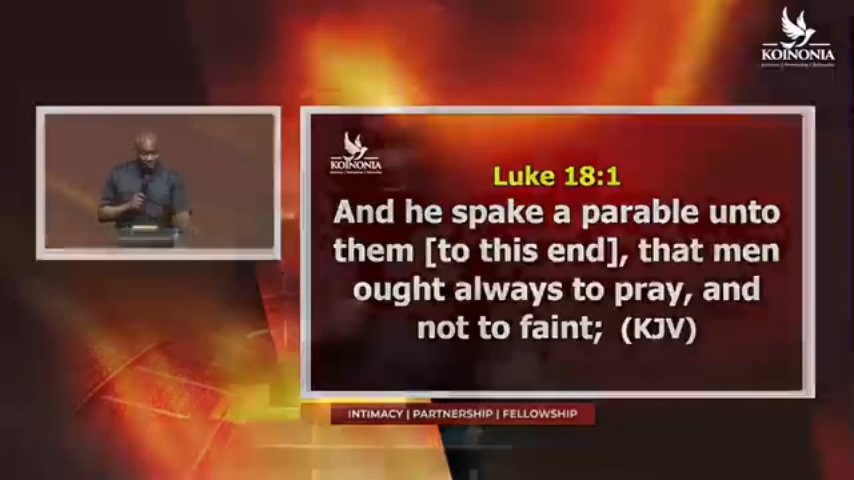 KOINONIA
KOINONIA
Luke 18:1
And he spake a parable unto
them [to this end], that men
ought always to pray, and
not to faint; (KJV)
INTIMACY | PARTNERSHIP | FELLOWSHIP